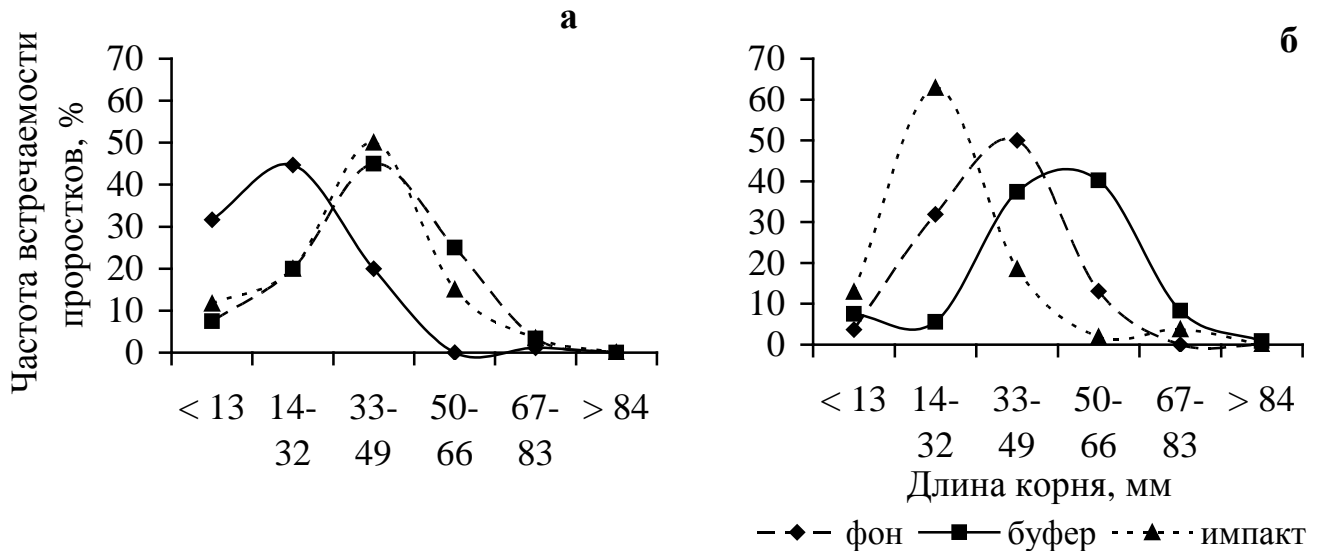 а
Частота встречаемости
проростков, %
70
60
50
40
30
20
10
0
< 13 14- 33- 50- 67- > 84
32 49 66 83
б
70
60
50
40
30
20
10
0
< 13 14- 33- 50- 67- > 84
32 49 66 83
Длина корня, мм
фон буфер импакт